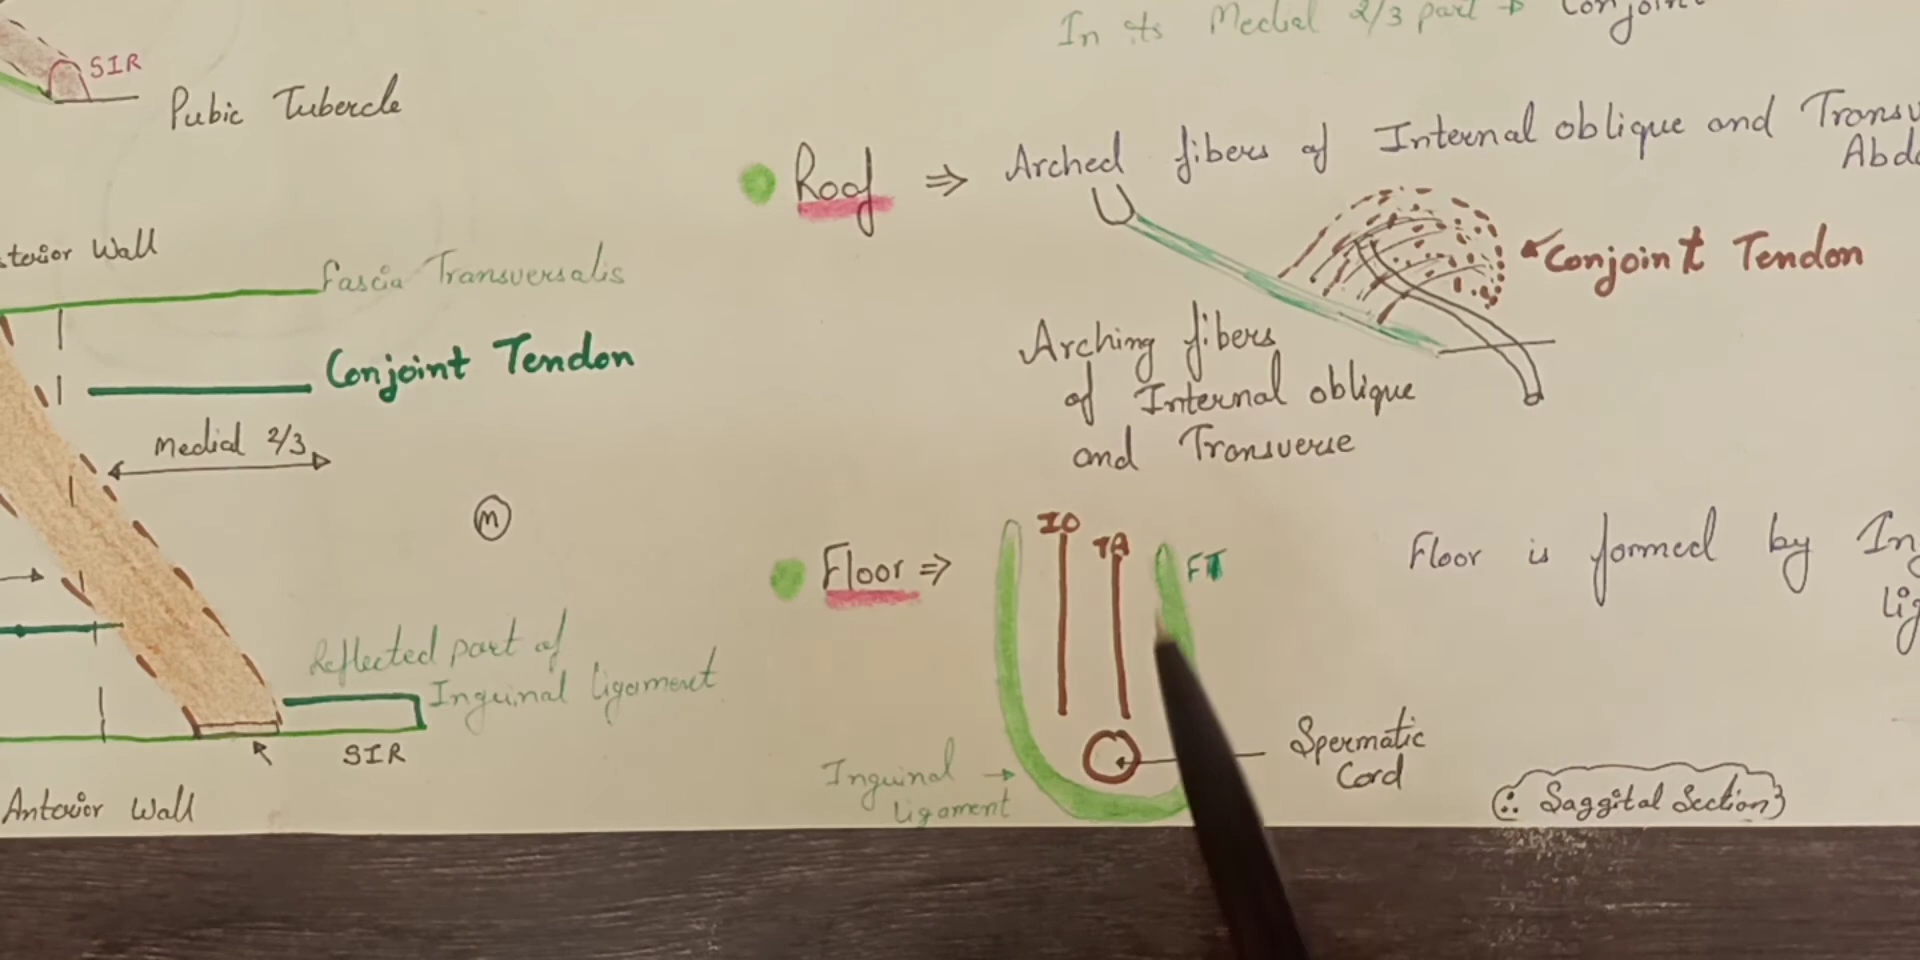 In its Medial 2/3 part →
SIR
Pubic Tubercle
Roof ⇒ Arched fibers of Internal oblique and
Conjoint Tendon
Wall
Fascia Transversalis
Conjoint Tendon
Medial 2/3
Arching fibers
of Internal oblique
and Transverse
M
Floor ⇒
IO
TA
FT
Floor is formed by
Reflected part of
Inguinal ligament
SIR
Anterior Wall
Inguinal →
ligament
Spermatic
Cord
∴ Saggital Section